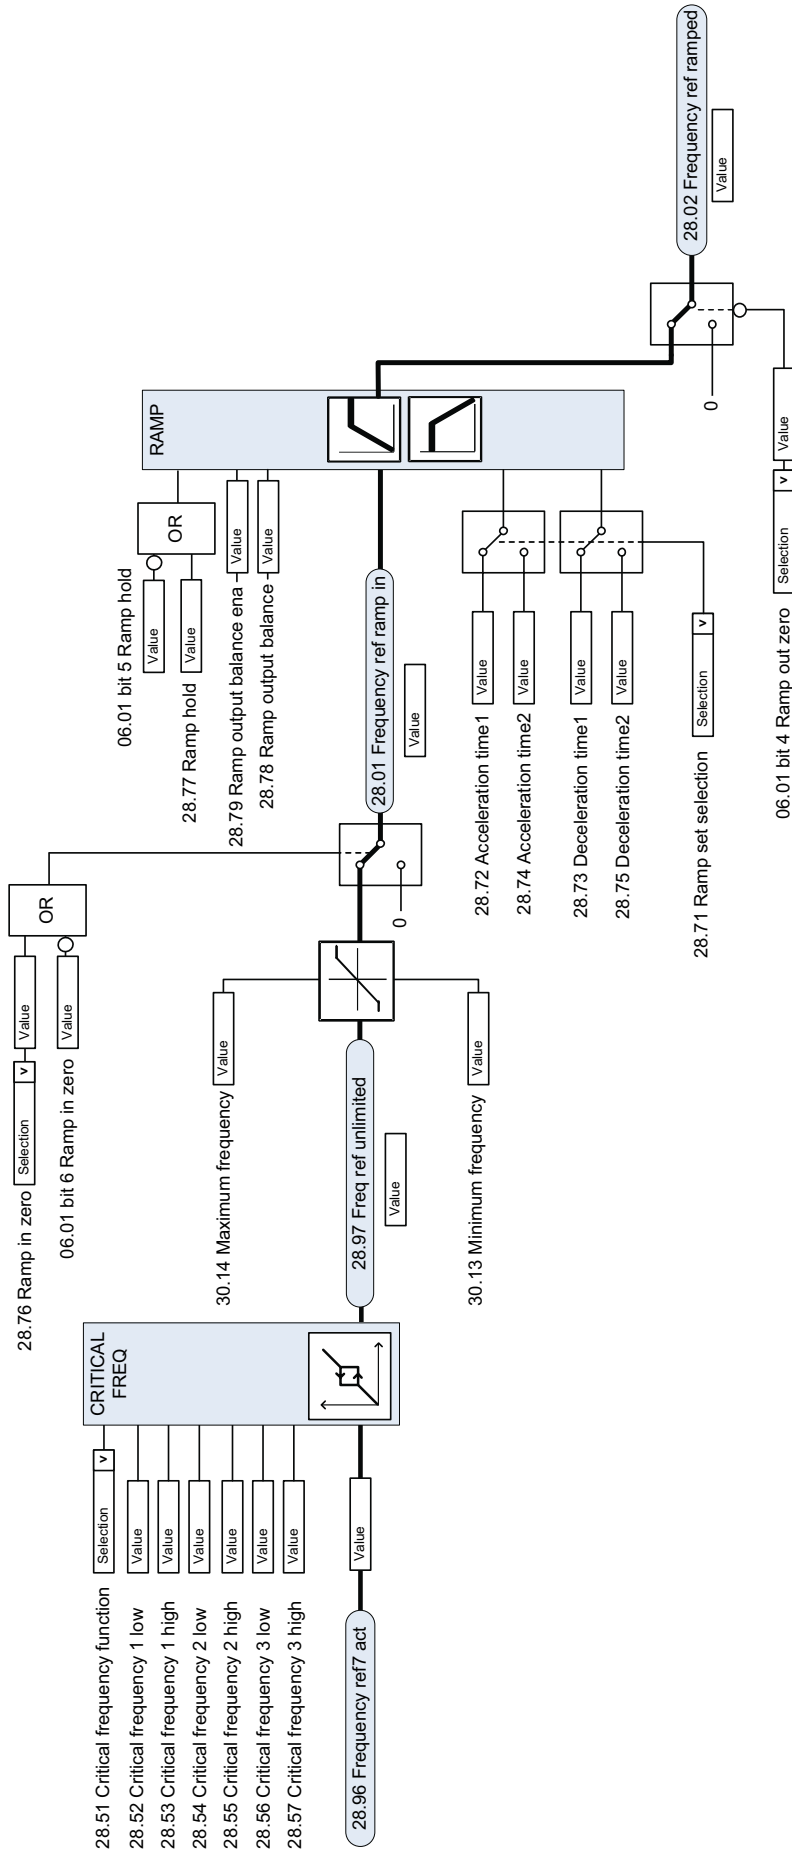 28.76 Ramp in zero
Selection
v
Value
06.01 bit 6 Ramp in zero
Value
OR
28.51 Critical frequency function
Selection
v
28.52 Critical frequency 1 low
Value
28.53 Critical frequency 1 high
Value
28.54 Critical frequency 2 low
Value
28.55 Critical frequency 2 high
Value
28.56 Critical frequency 3 low
Value
28.57 Critical frequency 3 high
Value
CRITICAL
FREQ
28.96 Frequency ref7 act
Value
30.14 Maximum frequency
Value
28.97 Freq ref unlimited
Value
30.13 Minimum frequency
Value
0
28.01 Frequency ref ramp in
Value
06.01 bit 5 Ramp hold
Value
28.77 Ramp hold
Value
OR
28.79 Ramp output balance ena
Value
28.78 Ramp output balance
Value
RAMP
28.72 Acceleration time1
Value
28.74 Acceleration time2
Value
28.73 Deceleration time1
Value
28.75 Deceleration time2
Value
28.71 Ramp set selection
Selection
v
0
28.02 Frequency ref ramped
Value
06.01 bit 4 Ramp out zero
Selection
v
Value